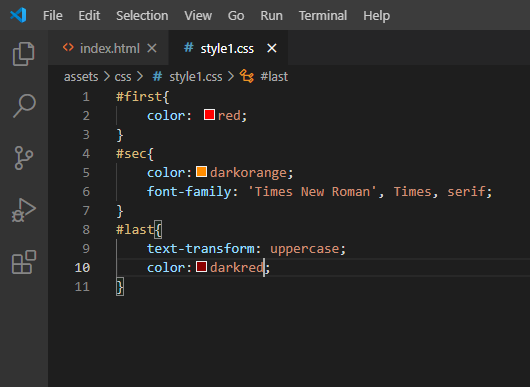 File Edit Selection View Go Run Terminal Help
index.html style1.css
assets > css > # style1.css > #last
1 #first{
2 color: red;
3 }
4 #sec{
5 color: darkorange;
6 font-family: 'Times New Roman', Times, serif;
7 }
8 #last{
9 text-transform: uppercase;
10 color: darkred;
11 }